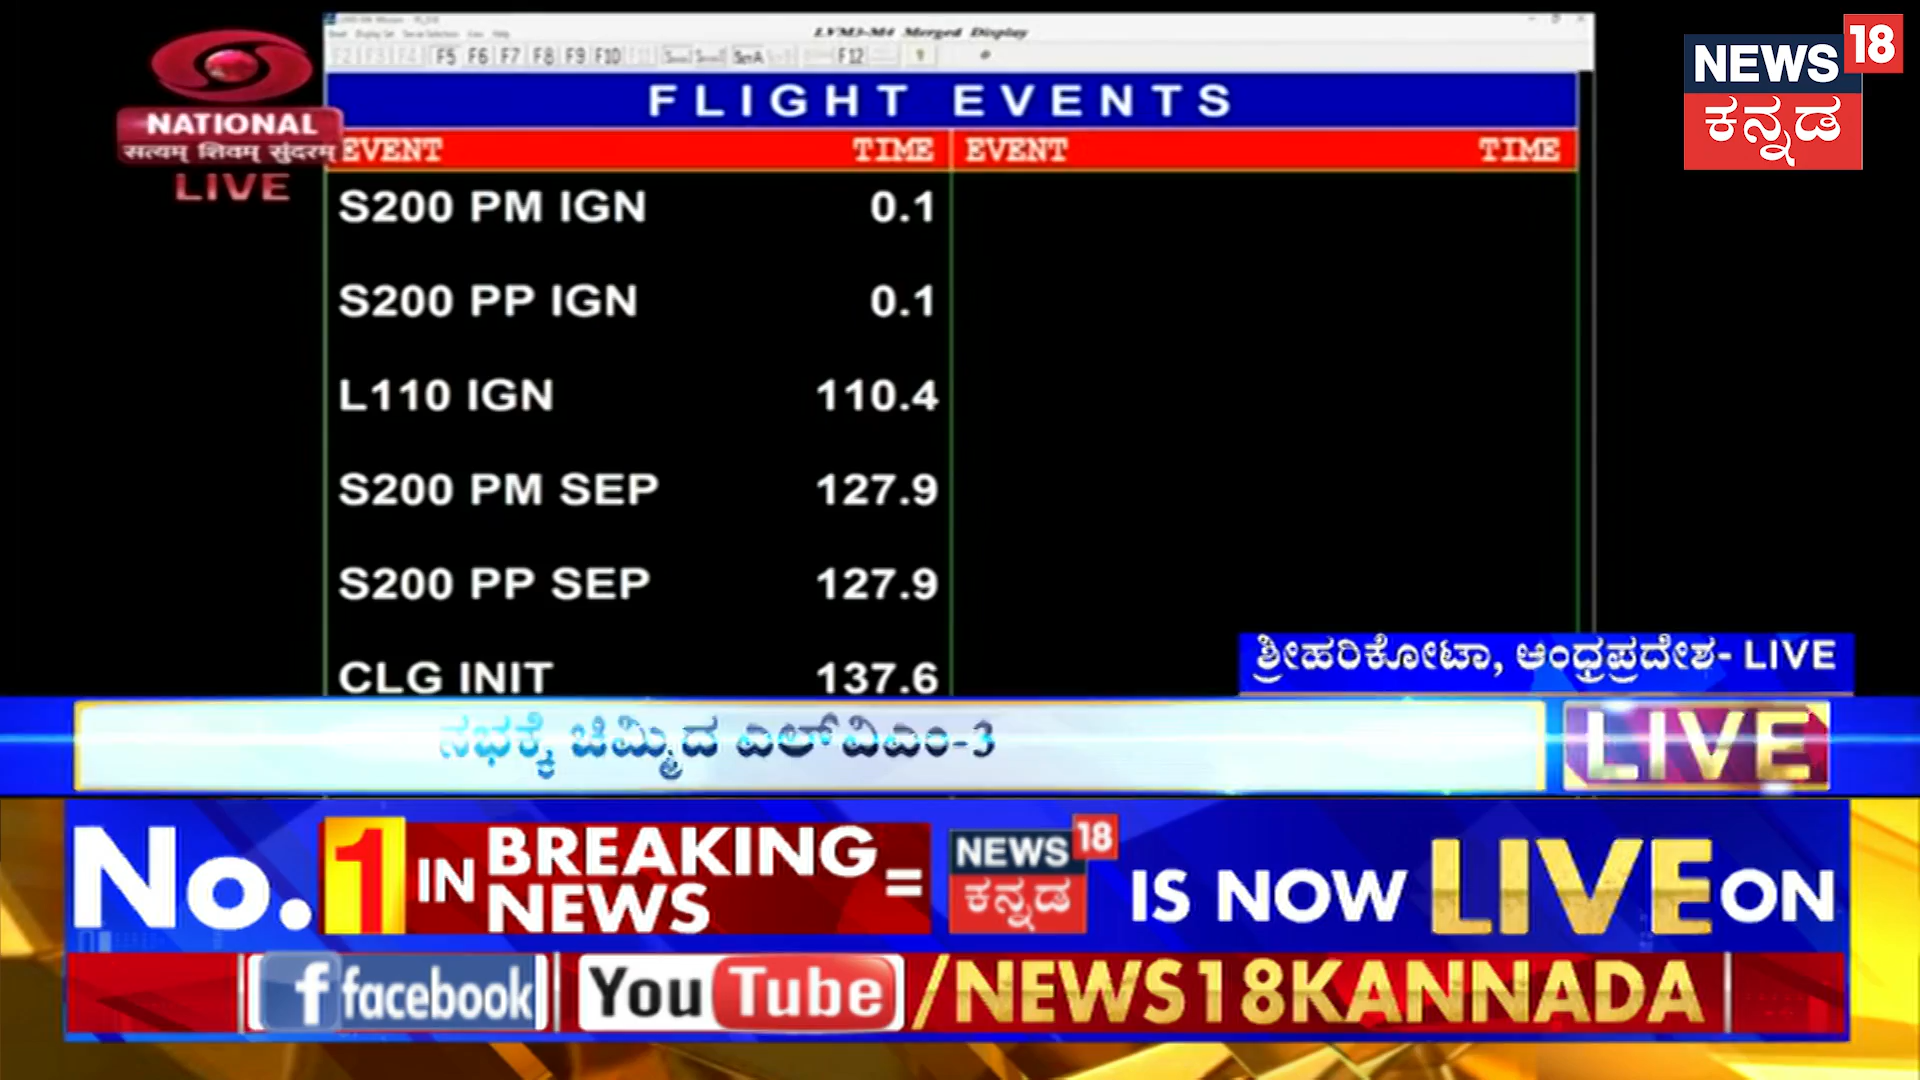 LVM3-M4 Merged Display
F5 F6 F7 F8 F9 F10 F12
FLIGHT EVENTS
NATIONAL
सत्यम् शिवम् सुंदरम्
LIVE
EVENT TIME EVENT TIME
S200 PM IGN 0.1
S200 PP IGN 0.1
L110 IGN 110.4
S200 PM SEP 127.9
S200 PP SEP 127.9
CLG INIT 137.6
NEWS 18
ಕನ್ನಡ
ಶ್ರೀಹರಿಕೋಟಾ, ಆಂಧ್ರಪ್ರದೇಶ- LIVE
ನಭಕ್ಕೆ ಚಿಮ್ಮಿದ ಎಲ್‌ವಿಎಂ-3
LIVE
No. 1 IN BREAKING NEWS = NEWS 18 ಕನ್ನಡ IS NOW LIVE ON
facebook YouTube /NEWS18KANNADA